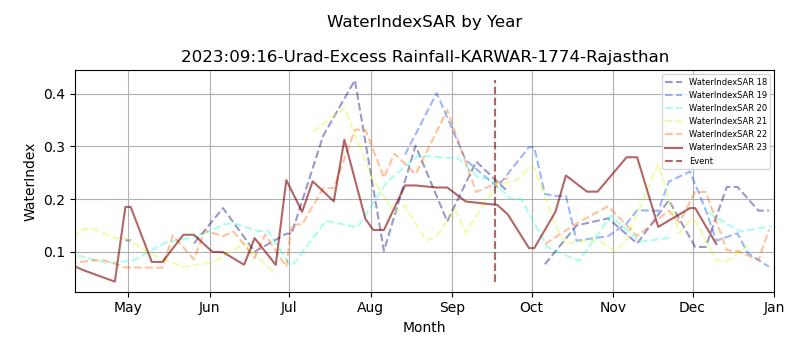 WaterIndexSAR by Year
2023:09:16-Urad-Excess Rainfall-KARWAR-1774-Rajasthan
WaterIndexSAR 18
WaterIndexSAR 19
WaterIndexSAR 20
WaterIndexSAR 21
WaterIndexSAR 22
WaterIndexSAR 23
Event
0.4
0.3
0.2
0.1
WaterIndex
May Jun Jul Aug Sep Oct Nov Dec Jan
Month